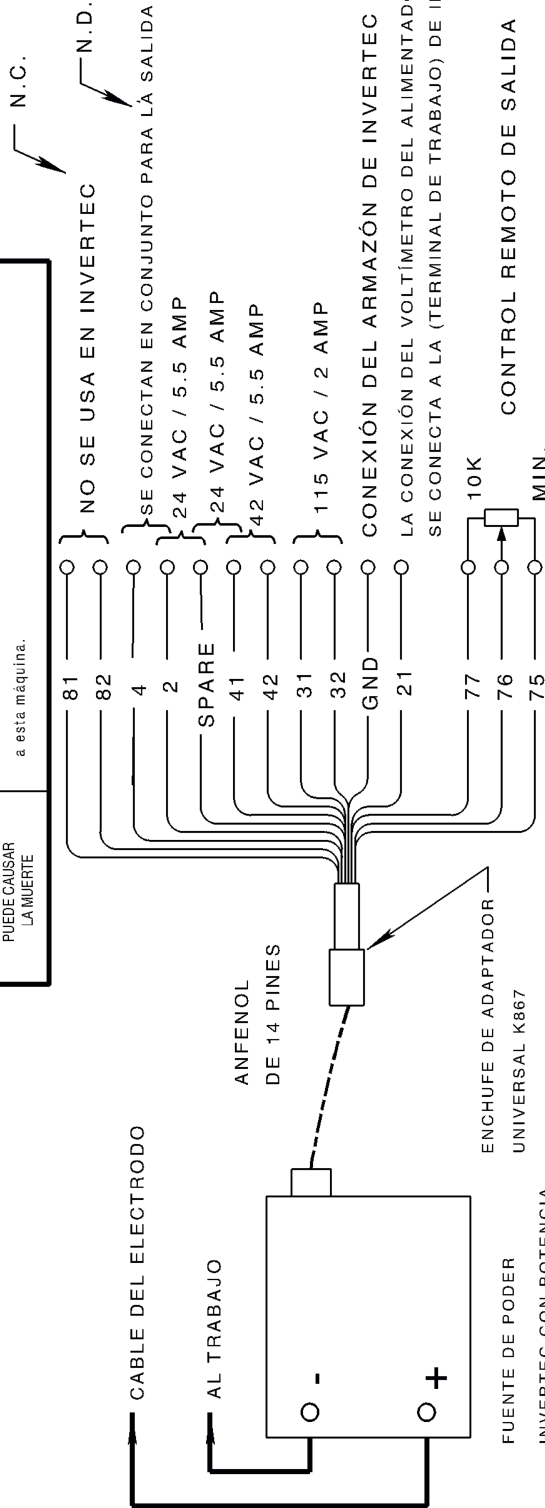 PUEDE CAUSAR
LA MUERTE
a esta máquina.
N.C.
N.D.
81
82
NO SE USA EN INVERTEC
4
SE CONECTAN EN CONJUNTO PARA LA SALIDA
2
24 VAC / 5.5 AMP
SPARE
24 VAC / 5.5 AMP
41
42
42 VAC / 5.5 AMP
31
32
115 VAC / 2 AMP
GND
CONEXIÓN DEL ARMAZÓN DE INVERTEC
21
LA CONEXIÓN DEL VOLTÍMETRO DEL
SE CONECTA A LA (TERMINAL DE TRABAJO) DE
77
10K
76
CONTROL REMOTO DE SALIDA
75
MIN.
ANFENOL
DE 14 PINES
ENCHUFE DE ADAPTADOR
UNIVERSAL K867
CABLE DEL ELECTRODO
AL TRABAJO
-
+
FUENTE DE PODER
INVERTEC CON POTENCIA